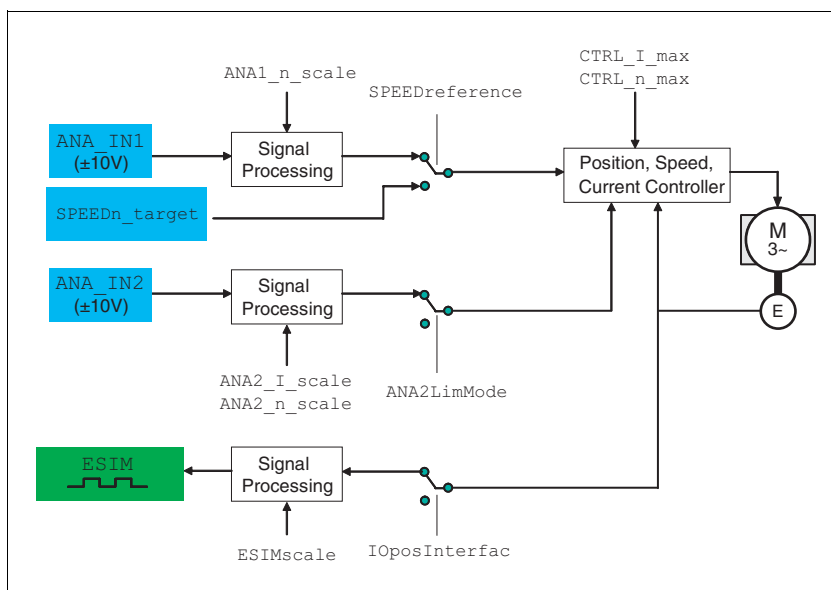 CTRL_I_max
CTRL_n_max
ANA1_n_scale
SPEEDreference
ANA_IN1
(±10V)
Signal
Processing
Position, Speed,
Current Controller
SPEEDn_target
M
3~
ANA_IN2
(±10V)
Signal
Processing
E
ANA2_I_scale
ANA2_n_scale
ANA2LimMode
ESIM
Signal
Processing
ESIMscale
IOposInterfac